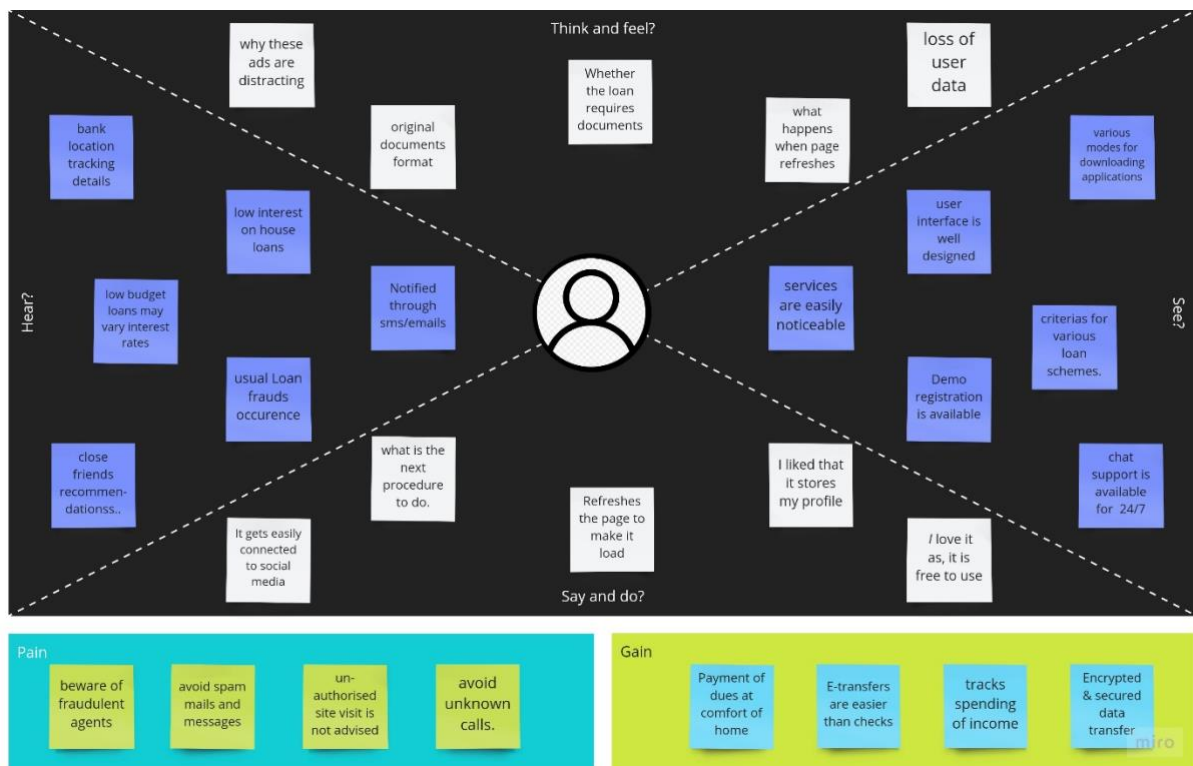 Think and feel?
why these
ads are
distracting
original
documents
format
Whether
the loan
requires
documents
what
happens
when page
refreshes
loss of
user
data
Hear?
bank
location
tracking
details
low interest
on house
loans
low budget
loans may
vary interest
rates
Notified
through
sms/emails
usual Loan
frauds
occurence
close
friends
recommen-
dationss..
See?
various
modes for
downloading
applications
user
interface is
well
designed
services
are easily
noticeable
criterias for
various
loan
schemes.
Demo
registration
is available
chat
support is
available
for 24/7
what is the
next
procedure
to do.
It gets easily
connected
to social
media
Refreshes
the page to
make it
load
I liked that
it stores
my profile
I love it
as, it is
free to use
Say and do?
Pain
beware of
fraudulent
agents
avoid spam
mails and
messages
un-
authorised
site visit is
not advised
avoid
unknown
calls.
Gain
Payment of
dues at
comfort of
home
E-transfers
are easier
than checks
tracks
spending
of income
Encrypted
& secured
data
transfer
miro